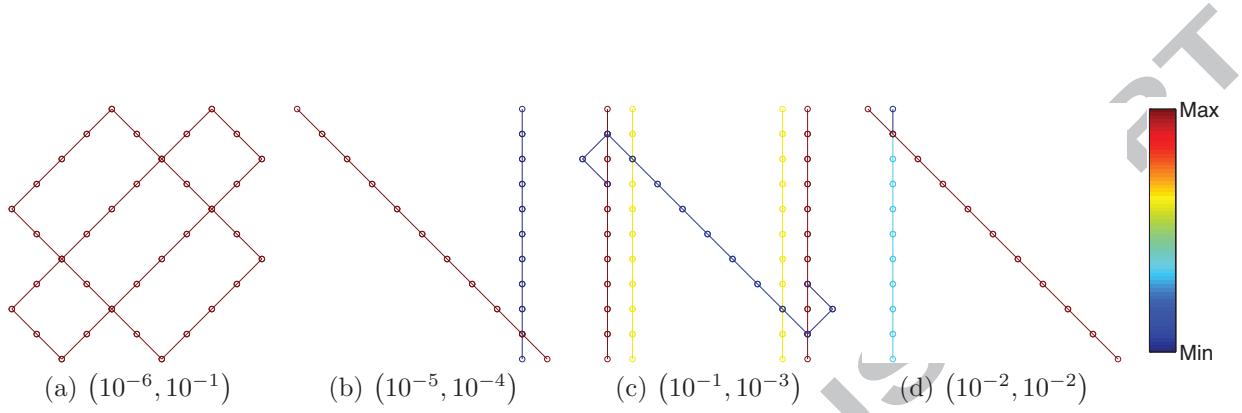 Max
Min
(a) (10⁻⁶, 10⁻¹)
(b) (10⁻⁵, 10⁻⁴)
(c) (10⁻¹, 10⁻³)
(d) (10⁻², 10⁻²)